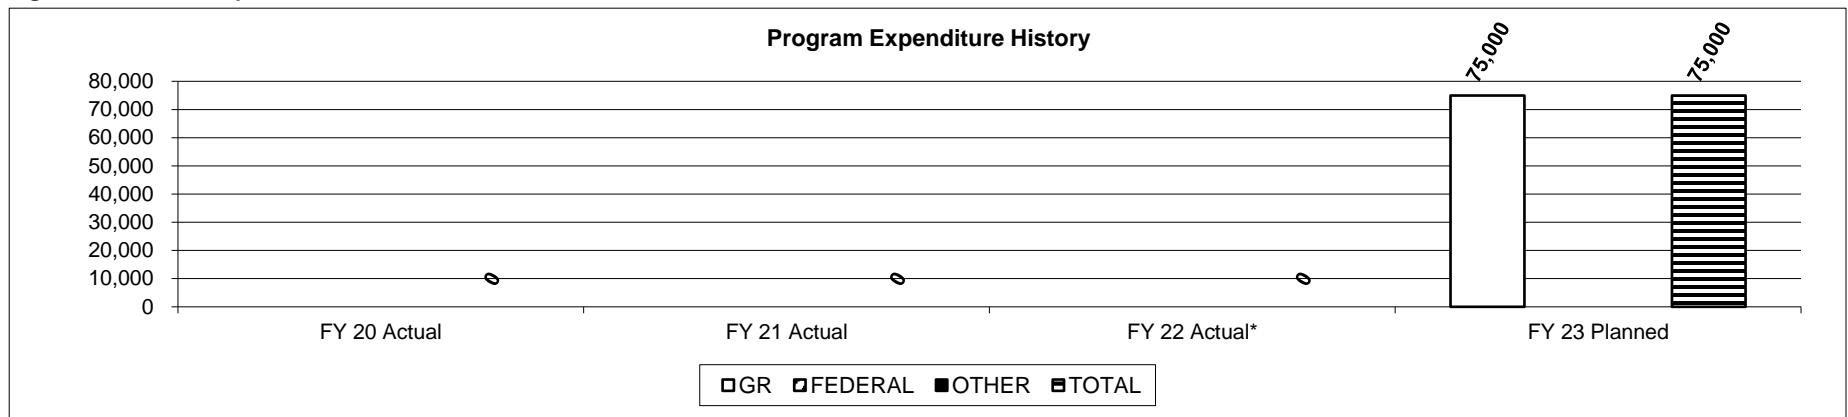 Program Expenditure History
75,000
75,000
80,000
70,000
60,000
50,000
40,000
30,000
20,000
10,000
0
0
0
0
FY 20 Actual
FY 21 Actual
FY 22 Actual*
FY 23 Planned
GR
FEDERAL
OTHER
TOTAL